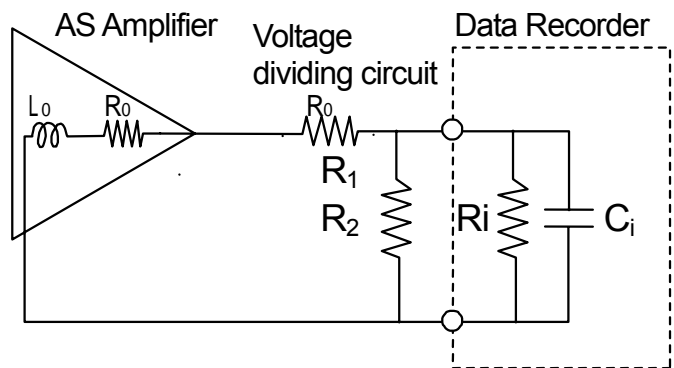 AS Amplifier
Voltage
dividing circuit
Data Recorder
L0
R0
R0
R1
R2
Ri
Ci